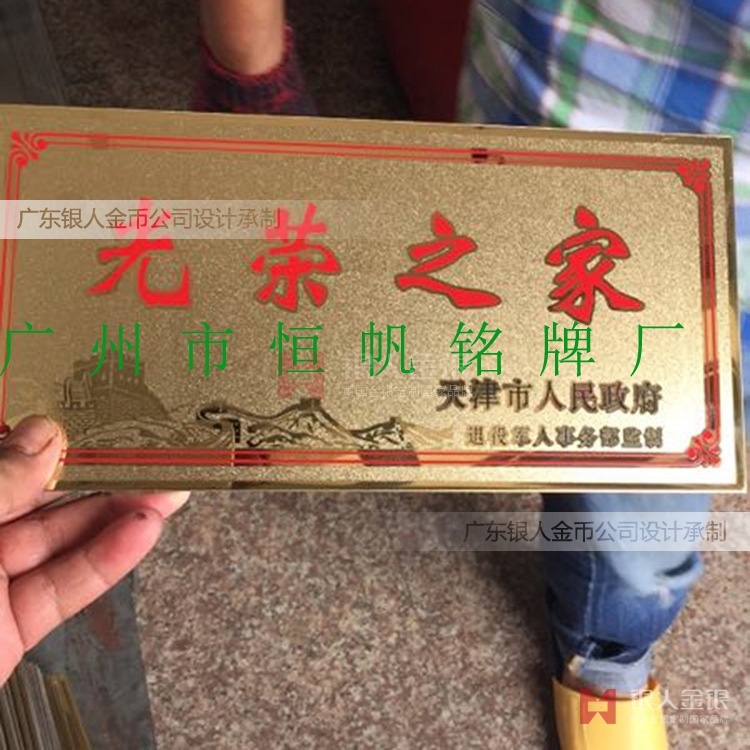 广东银人金币公司设计承制
光荣之家
广州市恒帆铭牌厂
天津市人民政府
退役军人事务部监制
广东银人金币公司设计承制
银人金银